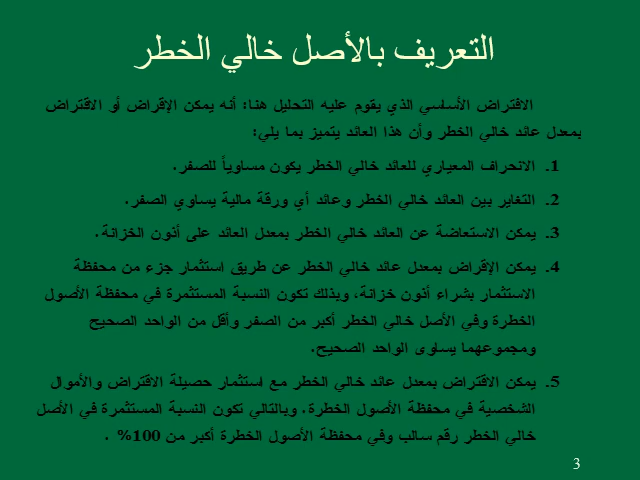 التعريف بالأصل خالي الخطر
الافتراض الأساسي الذي يقوم عليه التحليل هنا: أنه يمكن الإقراض أو الاقتراض
بمعدل عائد خالي الخطر وأن هذا العائد يتميز بما يلي:
1. الانحراف المعياري للعائد خالي الخطر يكون مساوياً للصفر.
2. التغاير بين العائد خالي الخطر وعائد أي ورقة مالية يساوي الصفر.
3. يمكن الاستعاضة عن العائد خالي الخطر بمعدل العائد على أذون الخزانة.
4. يمكن الإقراض بمعدل عائد خالي الخطر عن طريق استثمار جزء من محفظة
الاستثمار بشراء أذون خزانة، وبذلك تكون النسبة المستثمرة في محفظة الأصول
الخطرة وفي الأصل خالي الخطر أكبر من الصفر وأقل من الواحد الصحيح
ومجموعهما يساوى الواحد الصحيح.
5. يمكن الاقتراض بمعدل عائد خالي الخطر مع استثمار حصيلة الاقتراض والأموال
الشخصية في محفظة الأصول الخطرة، وبالتالي تكون النسبة المستثمرة في الأصل
خالي الخطر رقم سالب وفي محفظة الأصول الخطرة أكبر من 100% .
3